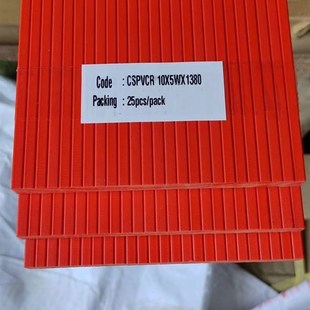 Code : CSPVCR 10X5WX1380
Packing : 25pcs/pack